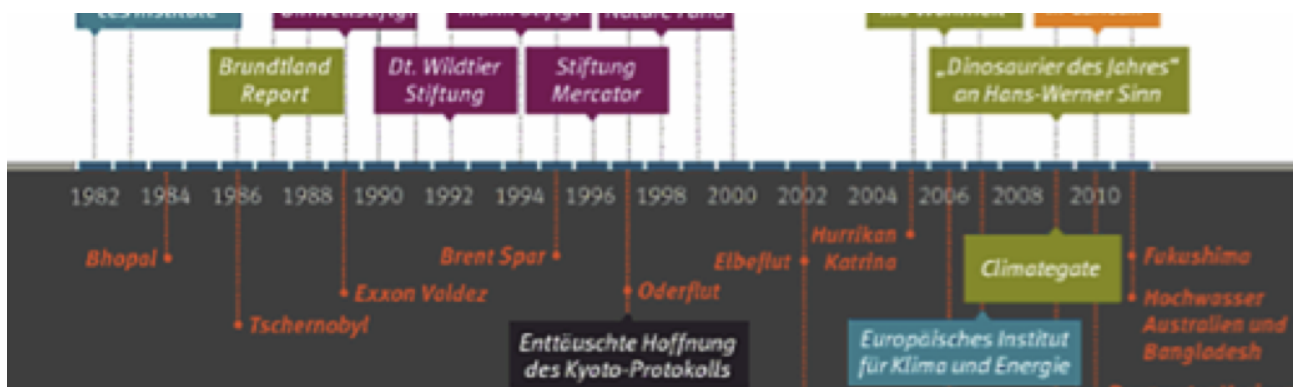 Brundtland
Report
Dt. Wildtier
Stiftung
Stiftung
Mercator
„Dinosaurier des Jahres“
an Hans-Werner Sinn
1982 1984 1986 1988 1990 1992 1994 1996 1998 2000 2002 2004 2006 2008 2010
Bhopal
Tschernobyl
Exxon Valdez
Brent Spar
Oderflut
Enttäuschte Hoffnung
des Kyoto-Protokolls
Elbeflut
Hurrikan
Katrina
Climategate
Europäisches Institut
für Klima und Energie
Fukushima
Hochwasser
Australien und
Bangladesh